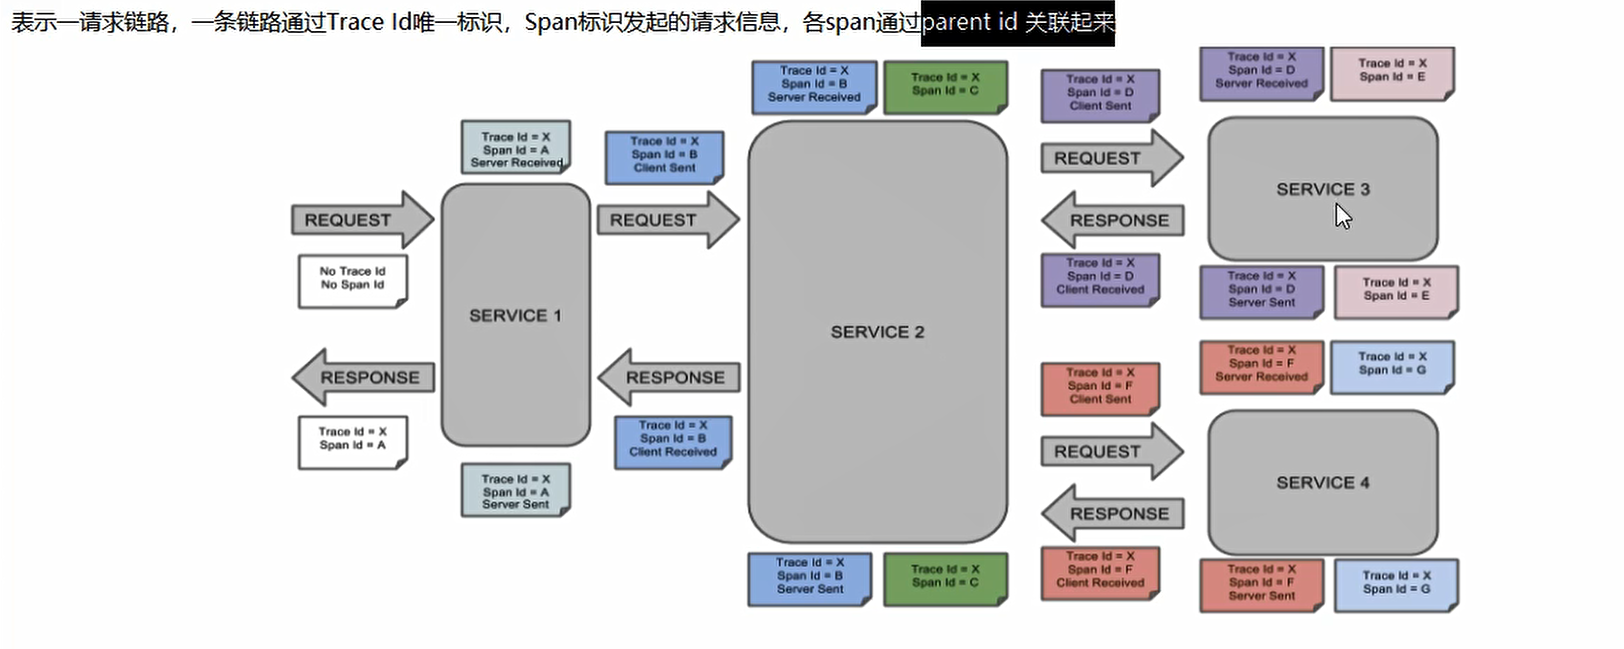 表示一请求链路，一条链路通过Trace Id唯一标识，Span标识发起的请求信息，各span通过parent id 关联起来
Trace Id = X
Span Id = A
Server Received
Trace Id = X
Span Id = B
Client Sent
Trace Id = X
Span Id = B
Server Received
Trace Id = X
Span Id = C
Trace Id = X
Span Id = D
Client Sent
Trace Id = X
Span Id = D
Server Received
Trace Id = X
Span Id = E
REQUEST
No Trace Id
No Span Id
SERVICE 1
REQUEST
SERVICE 2
REQUEST
RESPONSE
SERVICE 3
Trace Id = X
Span Id = D
Client Received
Trace Id = X
Span Id = D
Server Sent
Trace Id = X
Span Id = E
RESPONSE
Trace Id = X
Span Id = A
RESPONSE
Trace Id = X
Span Id = B
Client Received
Trace Id = X
Span Id = A
Server Sent
Trace Id = X
Span Id = F
Client Sent
Trace Id = X
Span Id = F
Server Received
Trace Id = X
Span Id = G
REQUEST
RESPONSE
SERVICE 4
Trace Id = X
Span Id = B
Server Sent
Trace Id = X
Span Id = C
Trace Id = X
Span Id = F
Client Received
Trace Id = X
Span Id = F
Server Sent
Trace Id = X
Span Id = G